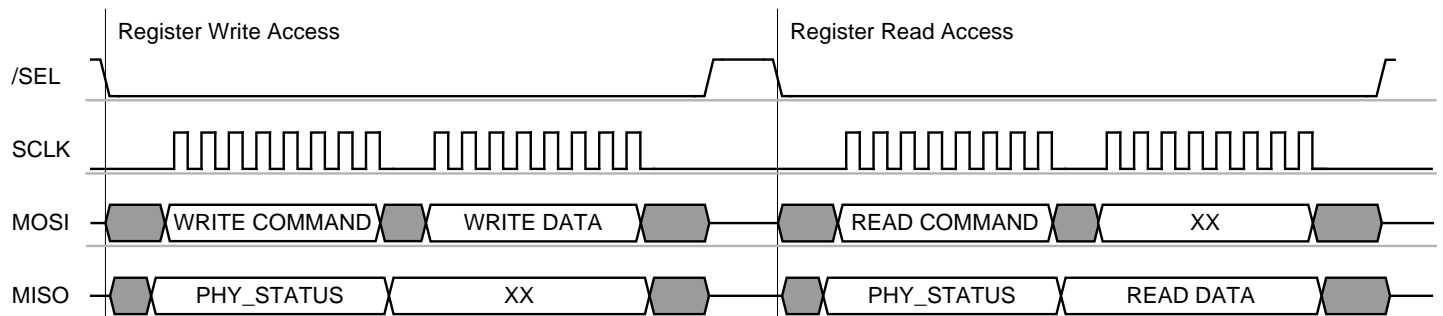 Register Write Access Register Read Access
/SEL
SCLK
MOSI WRITE COMMAND WRITE DATA READ COMMAND XX
MISO PHY_STATUS XX PHY_STATUS READ DATA